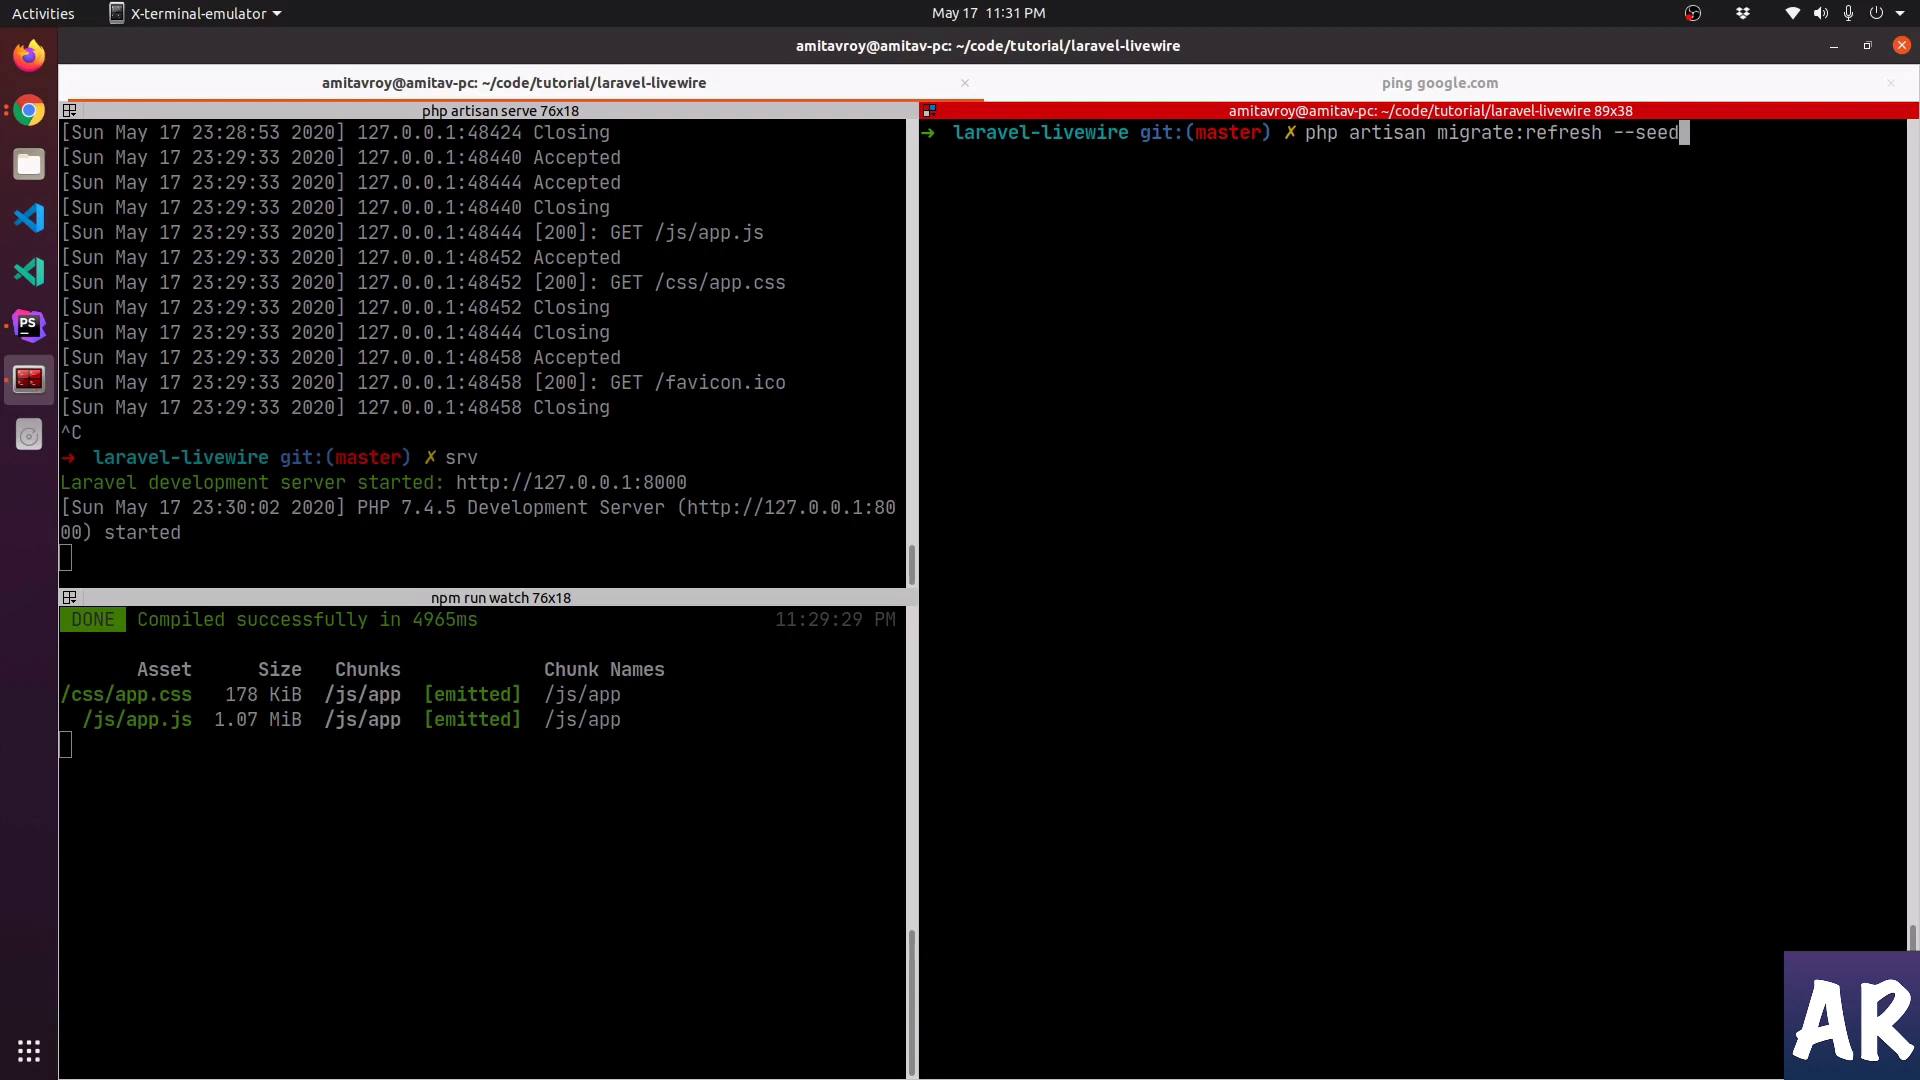 Activities
X-terminal-emulator
May 17 11:31 PM
amitavroy@amitav-pc: ~/code/tutorial/laravel-livewire
amitavroy@amitav-pc: ~/code/tutorial/laravel-livewire
ping google.com
php artisan serve 76x18
[Sun May 17 23:28:53 2020] 127.0.0.1:48424 Closing
[Sun May 17 23:29:33 2020] 127.0.0.1:48440 Accepted
[Sun May 17 23:29:33 2020] 127.0.0.1:48444 Accepted
[Sun May 17 23:29:33 2020] 127.0.0.1:48440 Closing
[Sun May 17 23:29:33 2020] 127.0.0.1:48444 [200]: GET /js/app.js
[Sun May 17 23:29:33 2020] 127.0.0.1:48452 Accepted
[Sun May 17 23:29:33 2020] 127.0.0.1:48452 [200]: GET /css/app.css
[Sun May 17 23:29:33 2020] 127.0.0.1:48452 Closing
[Sun May 17 23:29:33 2020] 127.0.0.1:48444 Closing
[Sun May 17 23:29:33 2020] 127.0.0.1:48458 Accepted
[Sun May 17 23:29:33 2020] 127.0.0.1:48458 [200]: GET /favicon.ico
[Sun May 17 23:29:33 2020] 127.0.0.1:48458 Closing
^C
→ laravel-livewire git:(master) ✗ srv
Laravel development server started: http://127.0.0.1:8000
[Sun May 17 23:30:02 2020] PHP 7.4.5 Development Server (http://127.0.0.1:80
00) started
npm run watch 76x18
DONE Compiled successfully in 4965ms 11:29:29 PM
Asset Size Chunks Chunk Names
/css/app.css 178 KiB /js/app [emitted] /js/app
/js/app.js 1.07 MiB /js/app [emitted] /js/app
amitavroy@amitav-pc: ~/code/tutorial/laravel-livewire 89x38
→ laravel-livewire git:(master) ✗ php artisan migrate:refresh --seed
PS
AR